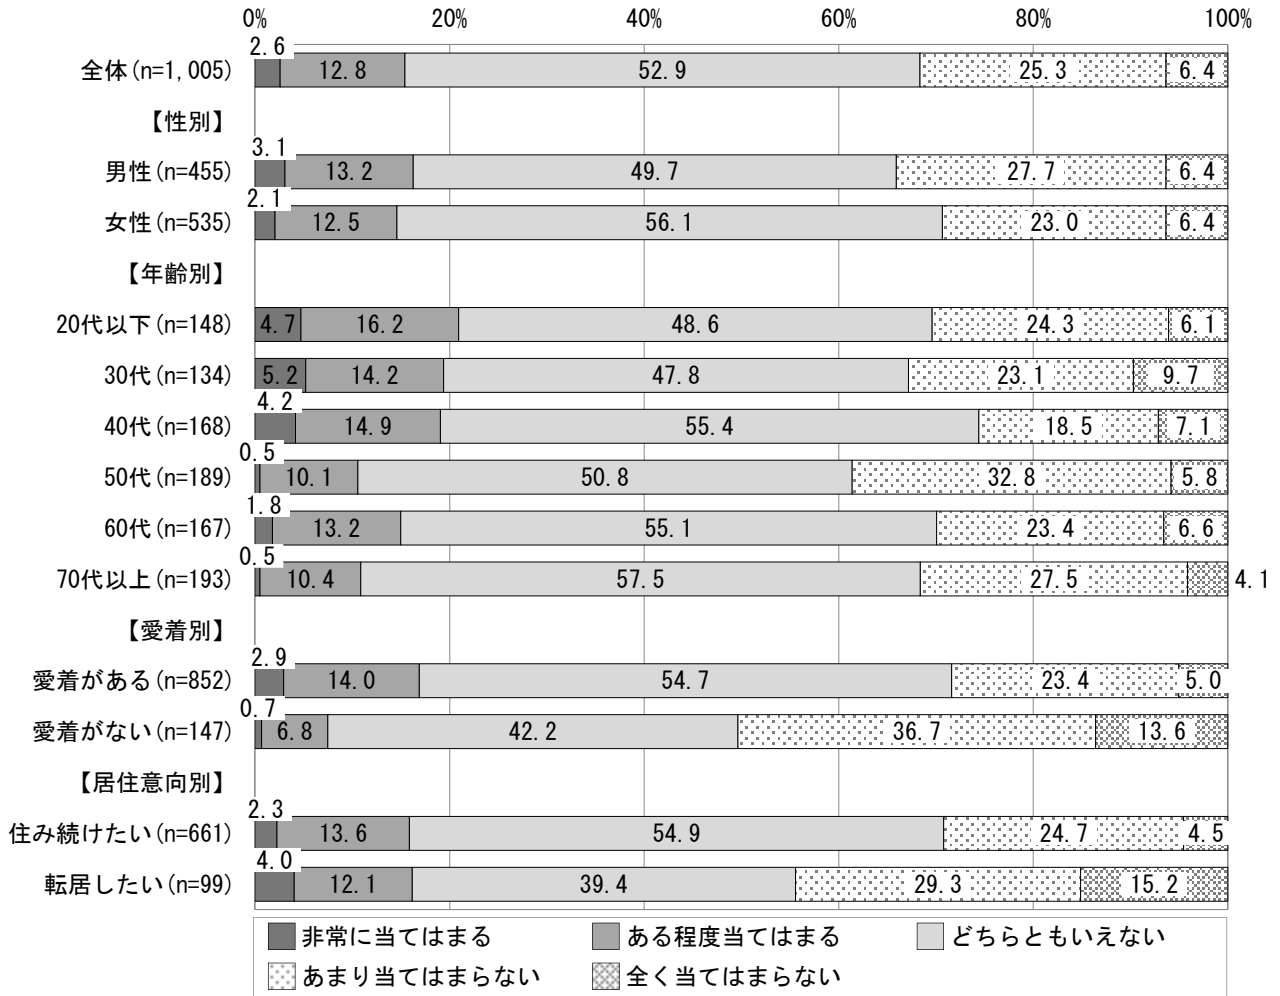 0% 20% 40% 60% 80% 100%
全体(n=1,005) 2.6 12.8 52.9 25.3 6.4
【性別】
男性(n=455) 3.1 13.2 49.7 27.7 6.4
女性(n=535) 2.1 12.5 56.1 23.0 6.4
【年齢別】
20代以下(n=148) 4.7 16.2 48.6 24.3 6.1
30代(n=134) 5.2 14.2 47.8 23.1 9.7
40代(n=168) 4.2 14.9 55.4 18.5 7.1
50代(n=189) 0.5 10.1 50.8 32.8 5.8
60代(n=167) 1.8 13.2 55.1 23.4 6.6
70代以上(n=193) 0.5 10.4 57.5 27.5 4.1
【愛着別】
愛着がある(n=852) 2.9 14.0 54.7 23.4 5.0
愛着がない(n=147) 0.7 6.8 42.2 36.7 13.6
【居住意向別】
住み続けたい(n=661) 2.3 13.6 54.9 24.7 4.5
転居したい(n=99) 4.0 12.1 39.4 29.3 15.2
非常に当てはまる ある程度当てはまる どちらともいえない
あまり当てはまらない 全く当てはまらない